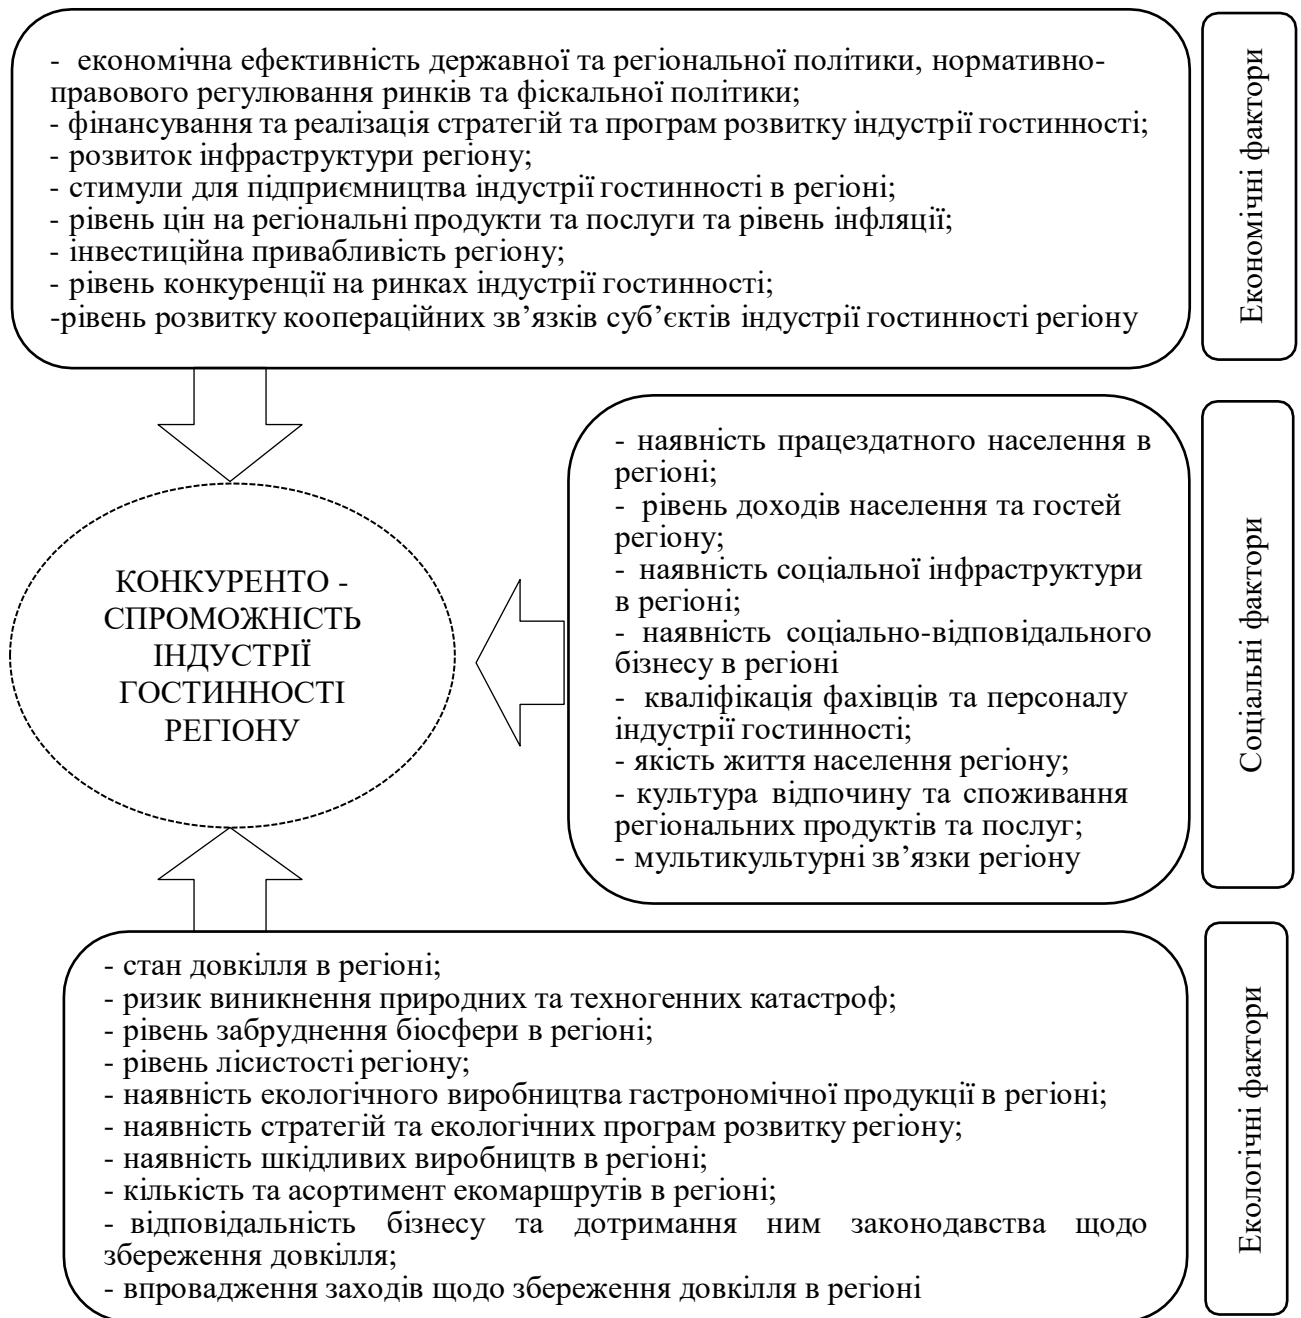 - економічна ефективність державної та регіональної політики, нормативно-
правового регулювання ринків та фіскальної політики;
- фінансування та реалізація стратегій та програм розвитку індустрії гостинності;
- розвиток інфраструктури регіону;
- стимули для підприємництва індустрії гостинності в регіоні;
- рівень цін на регіональні продукти та послуги та рівень інфляції;
- інвестиційна привабливість регіону;
- рівень конкуренції на ринках індустрії гостинності;
-рівень розвитку коопераційних зв’язків суб’єктів індустрії гостинності регіону
Економічні фактори
КОНКУРЕНТО -
СПРОМОЖНІСТЬ
ІНДУСТРІЇ
ГОСТИННОСТІ
РЕГІОНУ
- наявність працездатного населення в
регіоні;
- рівень доходів населення та гостей
регіону;
- наявність соціальної інфраструктури
в регіоні;
- наявність соціально-відповідального
бізнесу в регіоні
- кваліфікація фахівців та персоналу
індустрії гостинності;
- якість життя населення регіону;
- культура відпочину та споживання
регіональних продуктів та послуг;
- мультикультурні зв’язки регіону
Соціальні фактори
- стан довкілля в регіоні;
- ризик виникнення природних та техногенних катастроф;
- рівень забруднення біосфери в регіоні;
- рівень лісистості регіону;
- наявність екологічного виробництва гастрономічної продукції в регіоні;
- наявність стратегій та екологічних програм розвитку регіону;
- наявність шкідливих виробництв в регіоні;
- кількість та асортимент екомаршрутів в регіоні;
- відповідальність бізнесу та дотримання ним законодавства щодо
збереження довкілля;
- впровадження заходів щодо збереження довкілля в регіоні
Екологічні фактори